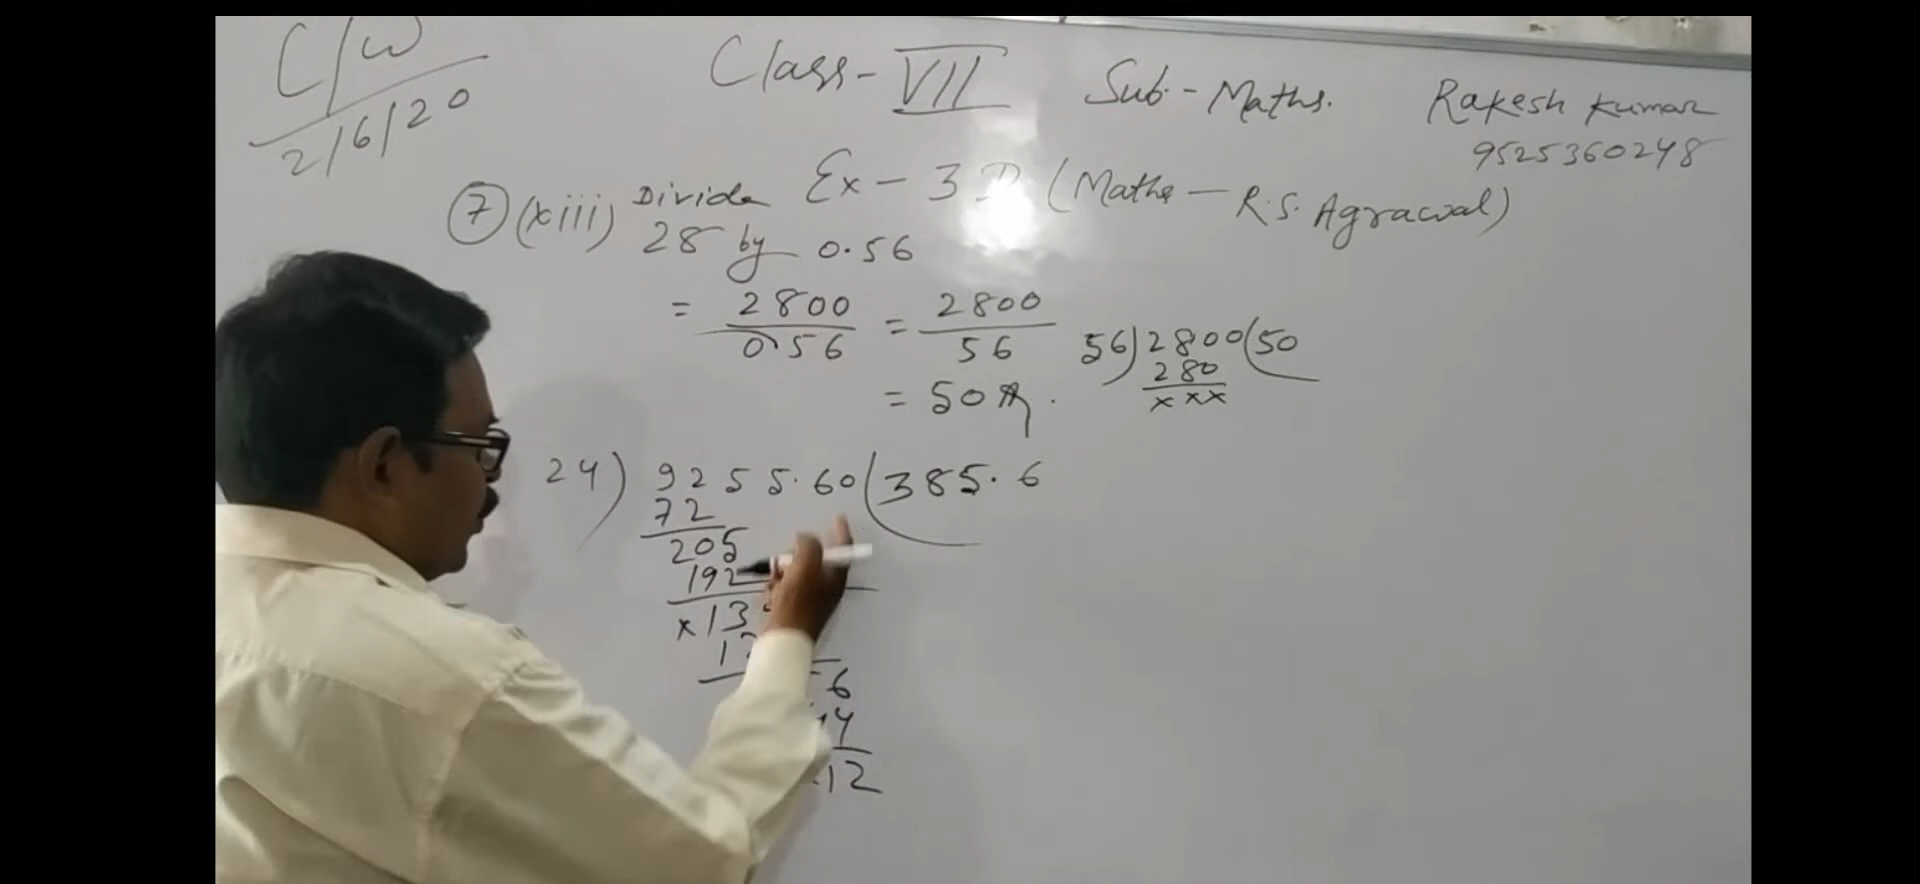 C/W
2/6/20
Class-VII Sub-Maths. Rakesh Kumar
9525360248
Ex-3D (Maths-R.S. Agrawal)
7 (xiii) Divide
28 by 0.56
= 2800/0.56 = 2800/56
= 50
56)2800(50
280
xxx
24)9255.60(385.6
72
205
192
x13
6
12